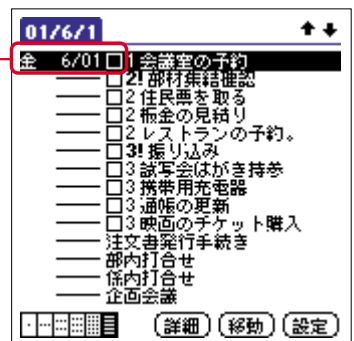 01/6/1
金 6/01 1 会議室の予約
2! 部材集結確認
2 住民票を取る
2 板金の見積り
2 レストランの予約。
3! 振り込み
3 試写会はがき持参
3 携帯用充電器
3 通帳の更新
3 映画のチケット購入
注文書発行手続き
部内打合せ
係内打合せ
企画会議
詳細 移動 設定